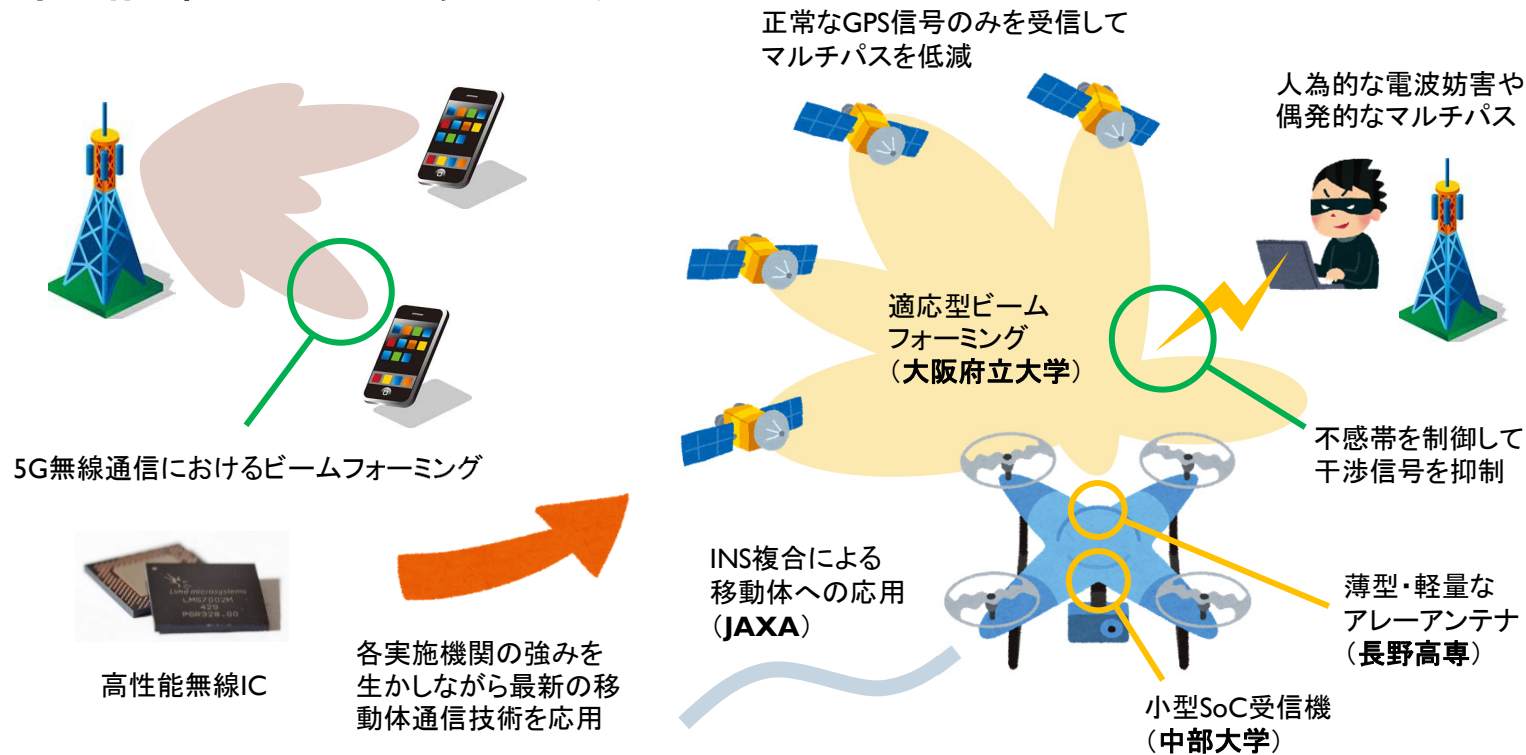 正常なGPS信号のみを受信して
マルチパスを低減
人為的な電波妨害や
偶発的なマルチパス
適応型ビーム
フォーミング
（大阪府立大学）
5G無線通信におけるビームフォーミング
不感帯を制御して
干渉信号を抑制
Lime microsystems
LMS7002M
429
P6R328.00
高性能無線IC
各実施機関の強みを
生かしながら最新の移
動体通信技術を応用
INS複合による
移動体への応用
（JAXA）
薄型・軽量な
アレーアンテナ
（長野高専）
小型SoC受信機
（中部大学）